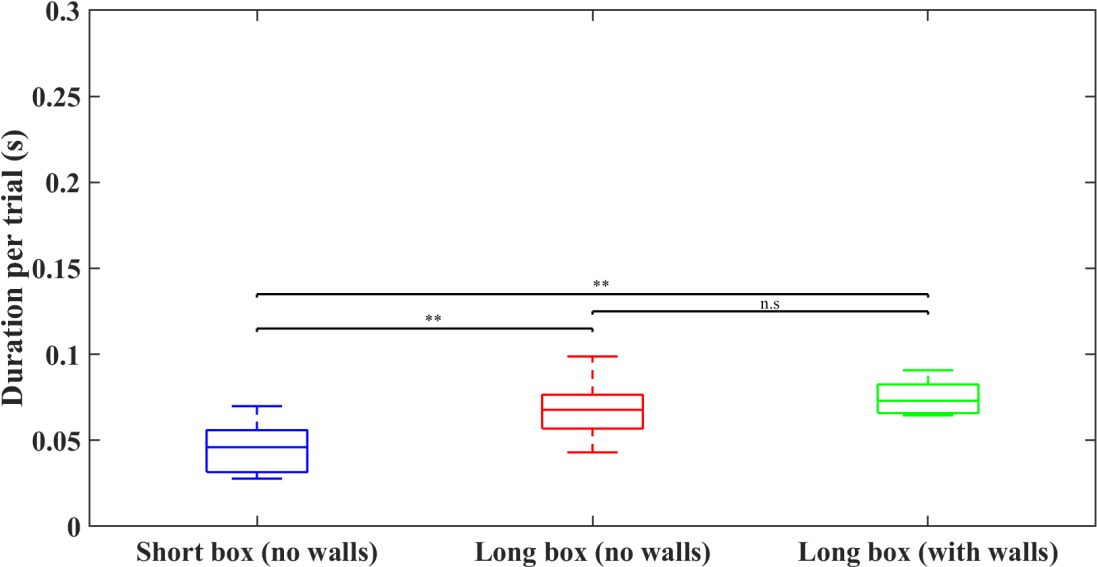 Duration per trial (s)
0.3
0.25
0.2
0.15
0.1
0.05
0
**
n.s
**
Short box (no walls)
Long box (no walls)
Long box (with walls)